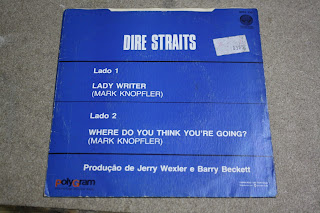 DIRE STRAITS
Lado 1
LADY WRITER
(MARK KNOPFLER)
Lado 2
WHERE DO YOU THINK YOU'RE GOING?
(MARK KNOPFLER)
Produção de Jerry Wexler e Barry Beckett
polygram